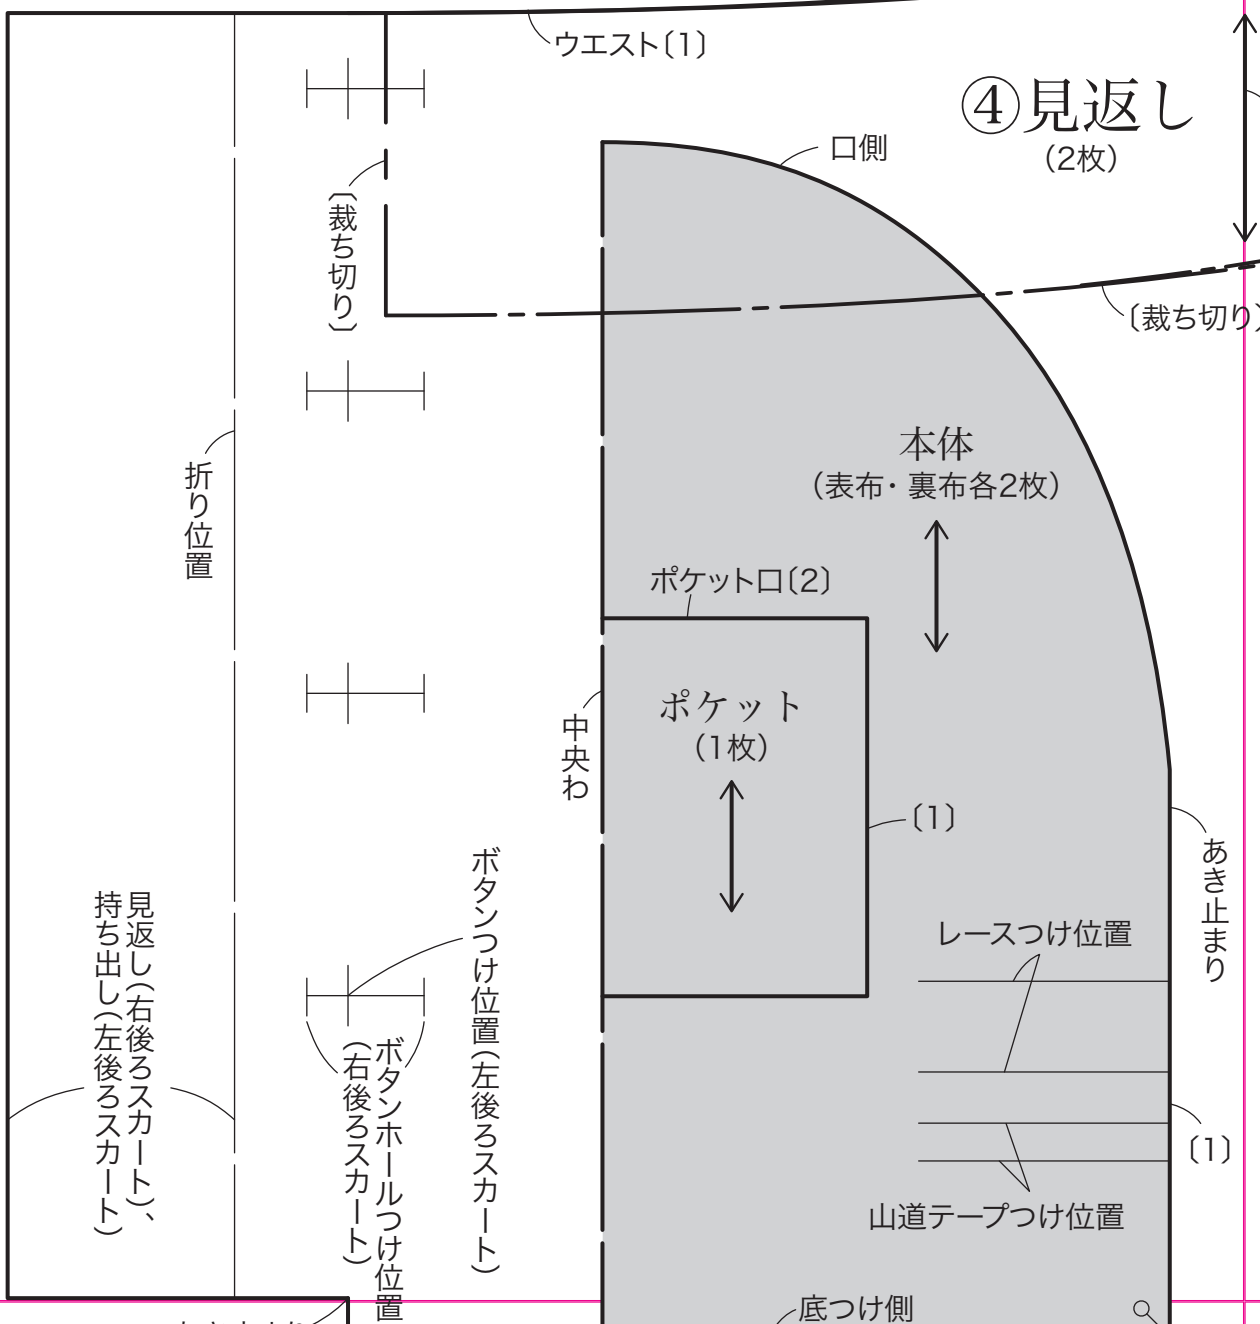 ウエスト〔1〕
④見返し
（2枚）
口側
〔裁ち切り〕
〔裁ち切り〕
本体
（表布・裏布各2枚）
折り位置
ポケット口〔2〕
ポケット
（1枚）
中央わ
〔1〕
あき止まり
レースつけ位置
〔1〕
山道テープつけ位置
ボタンつけ位置（左後ろスカート）
見返し（右後ろスカート）、
持ち出し（左後ろスカート）
ボタンホールつけ位置
（右後ろスカート）
底つけ側